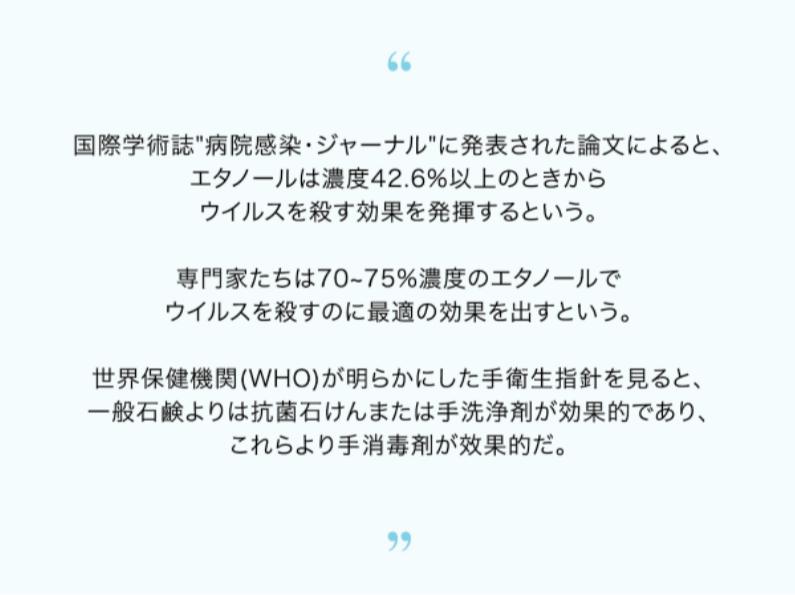 “
国際学術誌"病院感染・ジャーナル"に発表された論文によると、
エタノールは濃度42.6%以上のときから
ウイルスを殺す効果を発揮するという。
専門家たちは70~75%濃度のエタノールで
ウイルスを殺すのに最適の効果を出すという。
世界保健機関(WHO)が明らかにした手衛生指針を見ると、
一般石鹸よりは抗菌石けんまたは手洗浄剤が効果的であり、
これらより手消毒剤が効果的だ。
”